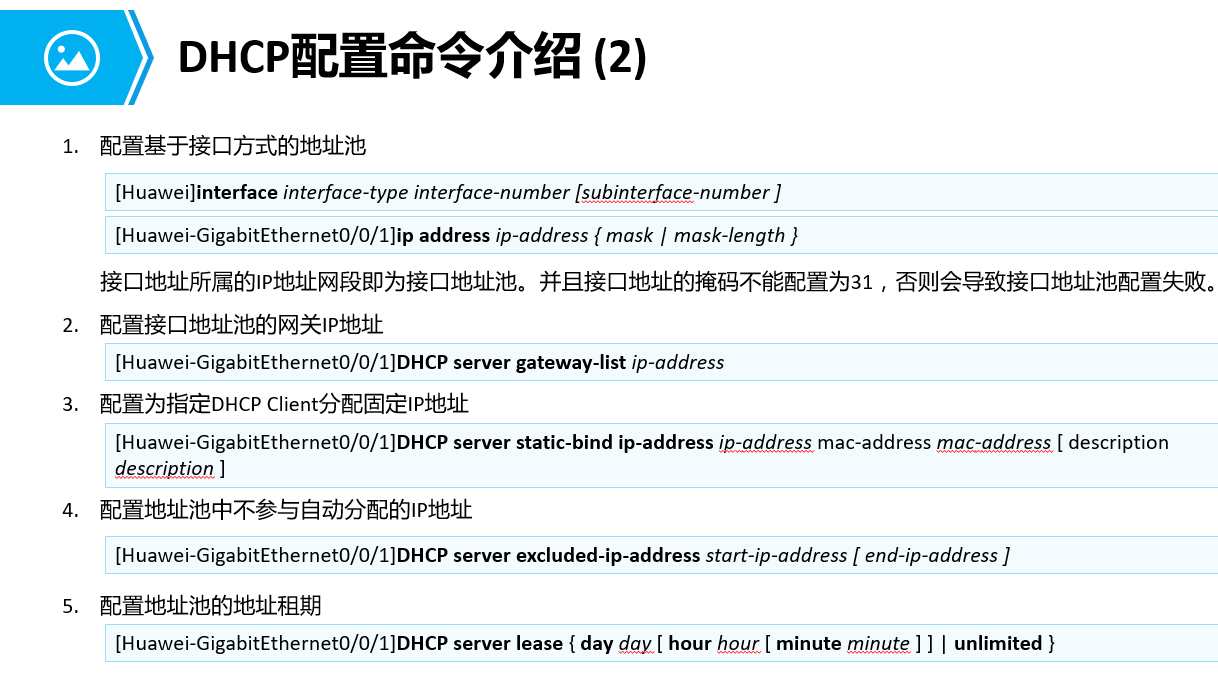 DHCP配置命令介绍 (2)
1. 配置基于接口方式的地址池
[Huawei]interface interface-type interface-number [subinterface-number ]
[Huawei-GigabitEthernet0/0/1]ip address ip-address { mask | mask-length }
接口地址所属的IP地址网段即为接口地址池。并且接口地址的掩码不能配置为31，否则会导致接口地址池配置失败。
2. 配置接口地址池的网关IP地址
[Huawei-GigabitEthernet0/0/1]DHCP server gateway-list ip-address
3. 配置为指定DHCP Client分配固定IP地址
[Huawei-GigabitEthernet0/0/1]DHCP server static-bind ip-address ip-address mac-address mac-address [ description
description ]
4. 配置地址池中不参与自动分配的IP地址
[Huawei-GigabitEthernet0/0/1]DHCP server excluded-ip-address start-ip-address [ end-ip-address ]
5. 配置地址池的地址租期
[Huawei-GigabitEthernet0/0/1]DHCP server lease { day day [ hour hour [ minute minute ] ] | unlimited }